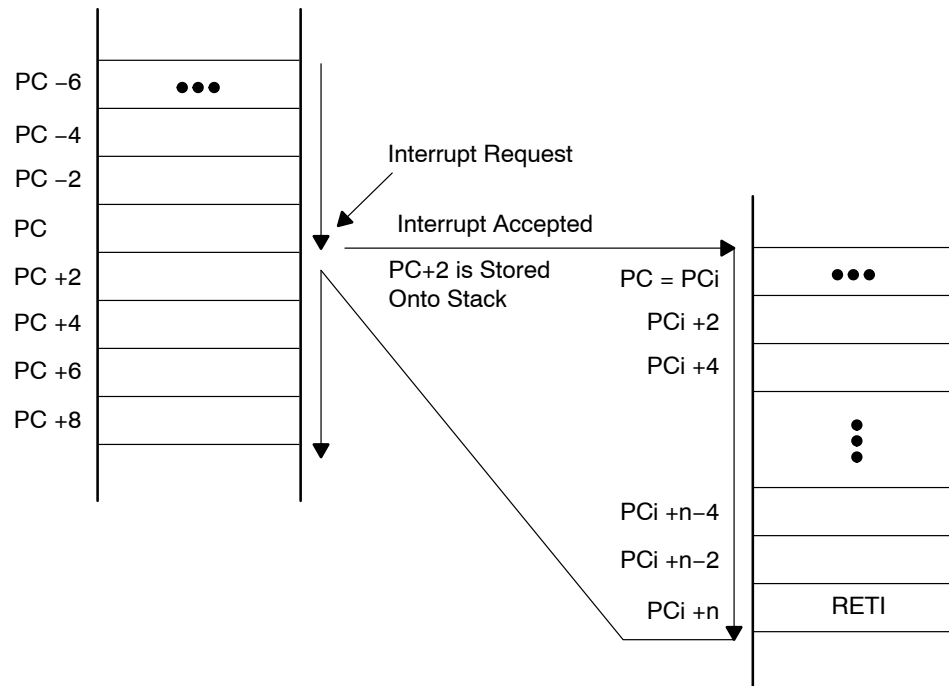 PC −6
PC −4
PC −2
PC
PC +2
PC +4
PC +6
PC +8
Interrupt Request
Interrupt Accepted
PC+2 is Stored
Onto Stack
PC = PCi
PCi +2
PCi +4
PCi +n−4
PCi +n−2
PCi +n
RETI